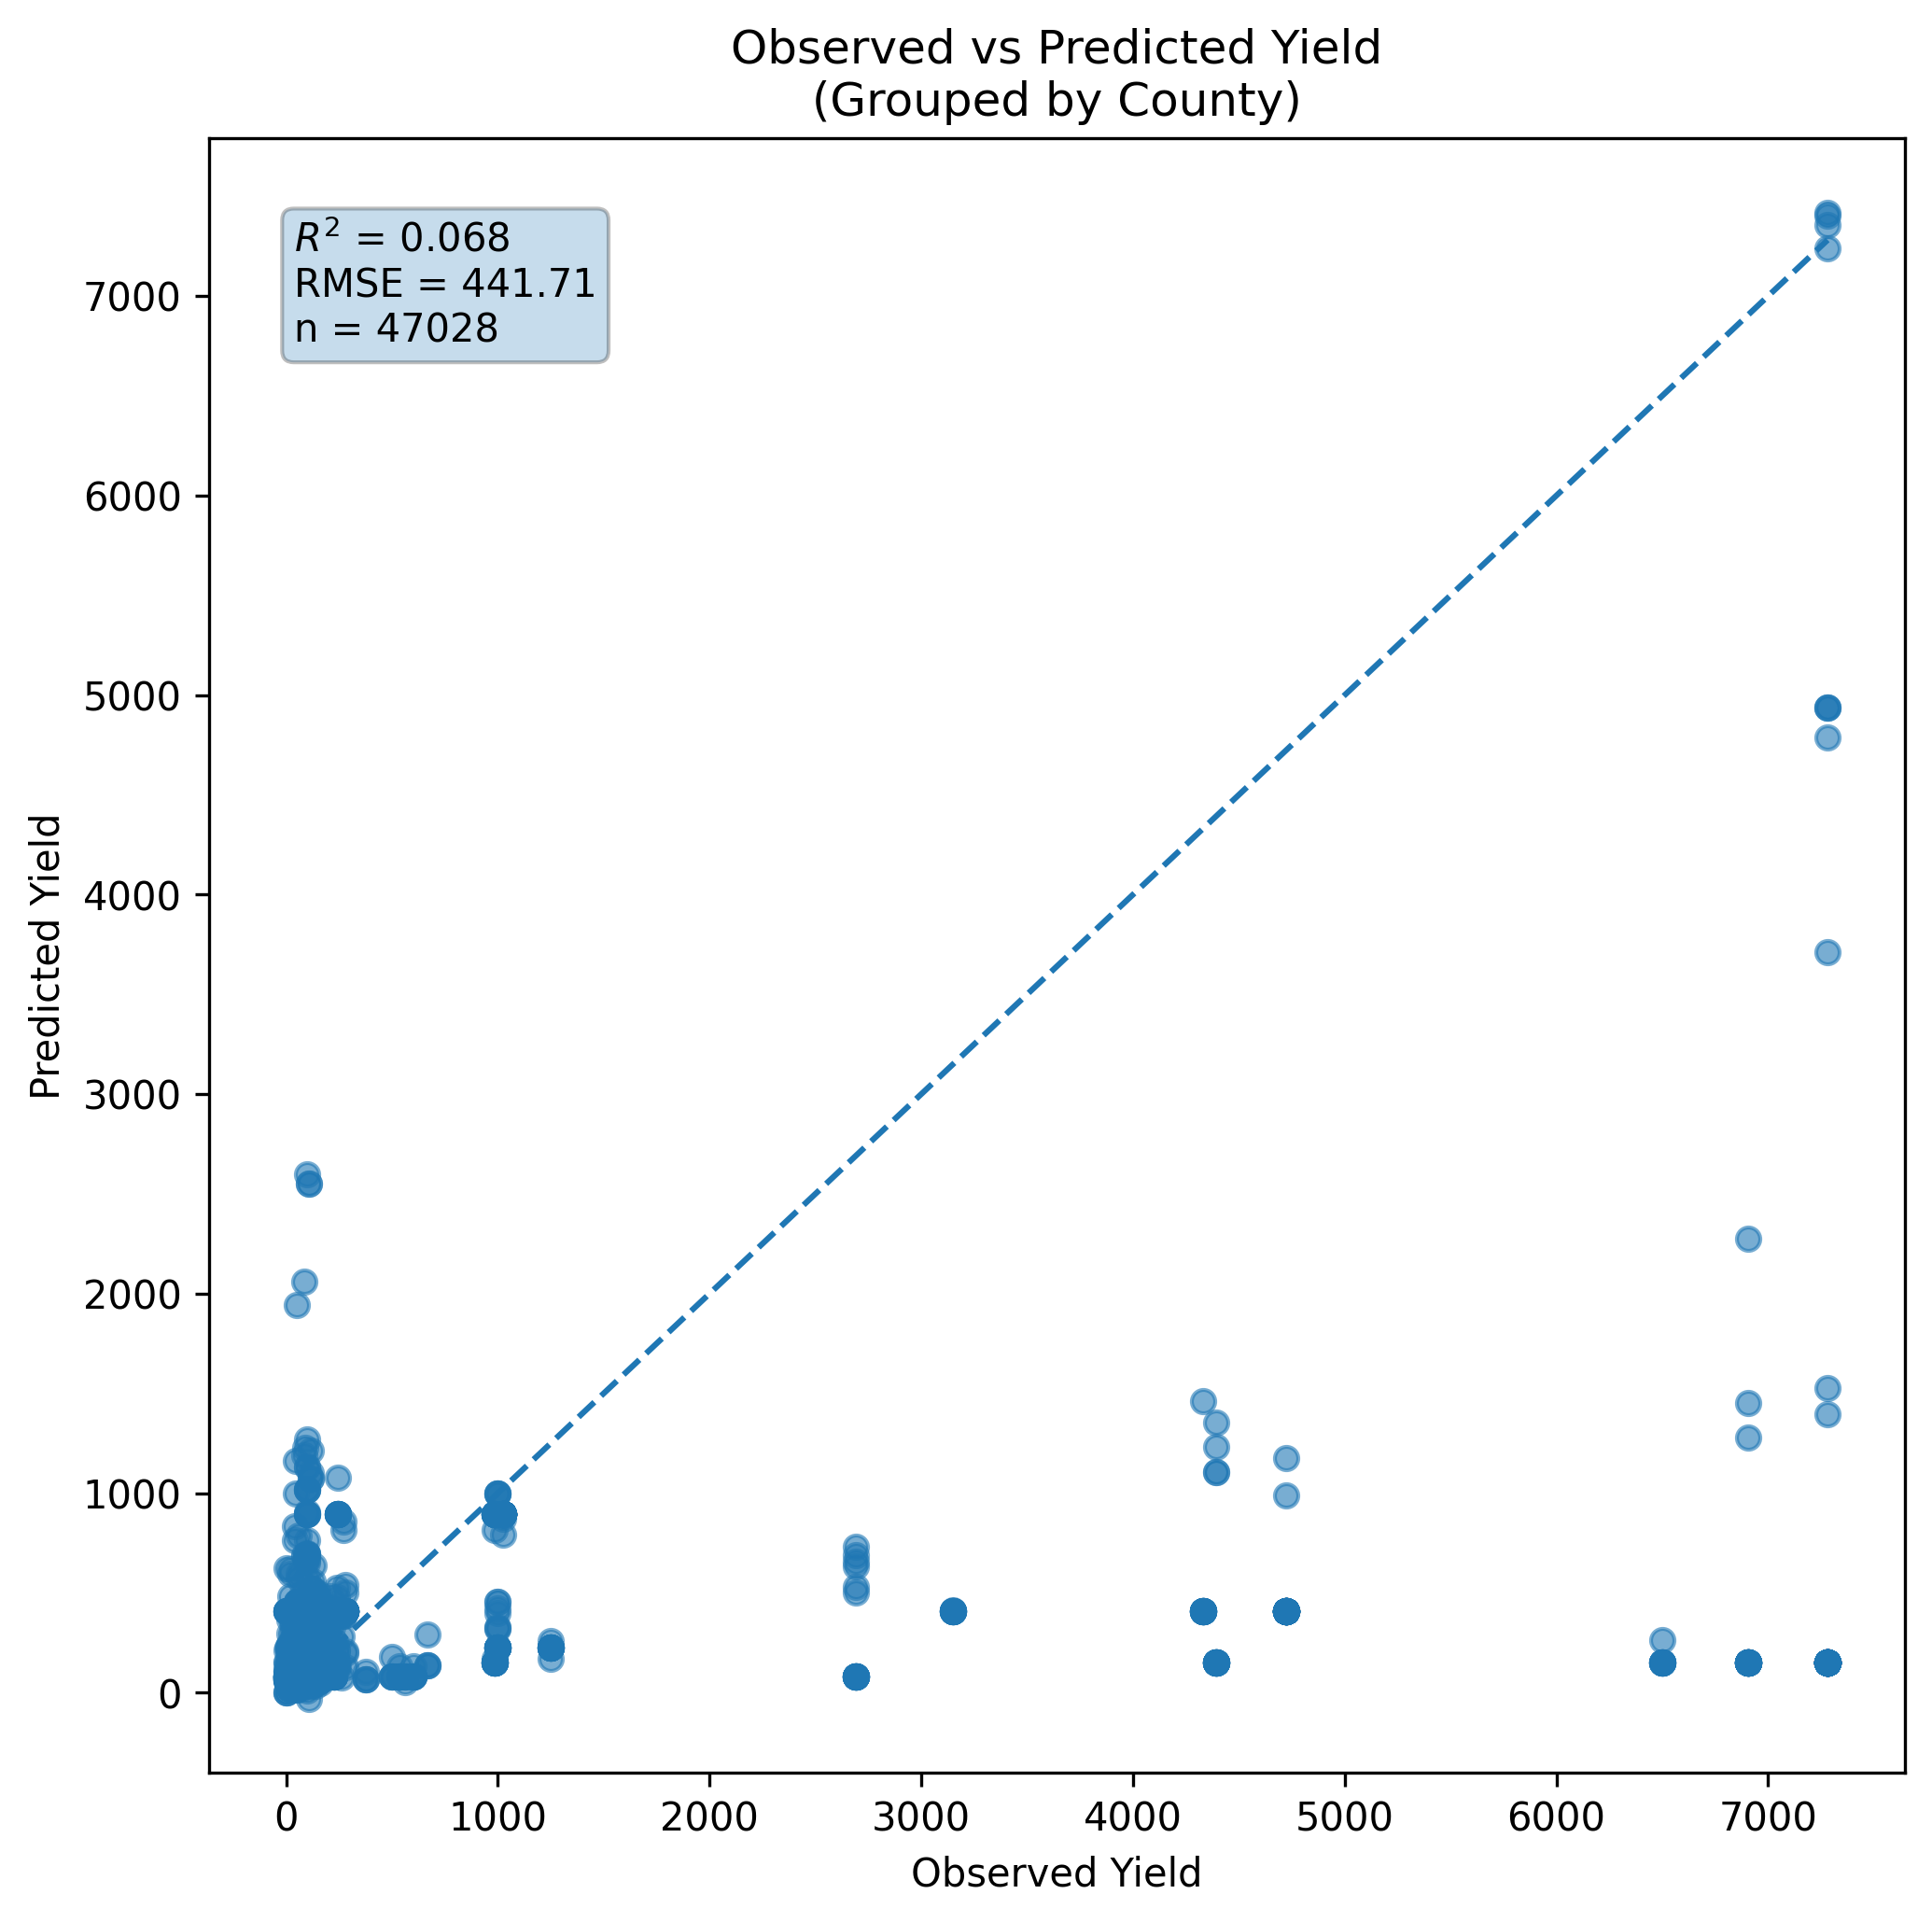 Observed vs Predicted Yield
(Grouped by County)
R² = 0.068
RMSE = 441.71
n = 47028
7000
6000
5000
4000
3000
2000
1000
0
Predicted Yield
0 1000 2000 3000 4000 5000 6000 7000
Observed Yield